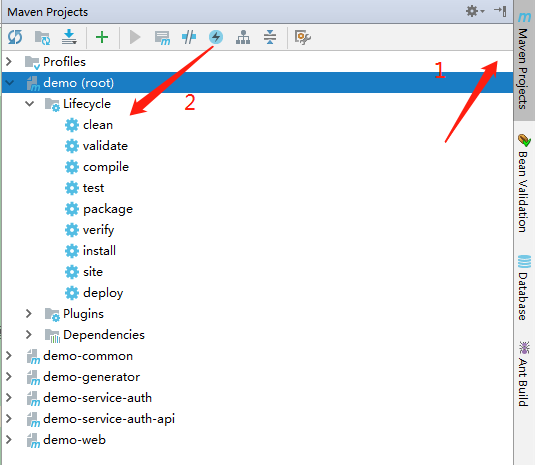 Maven Projects
1
Profiles
demo (root)
Lifecycle
2
clean
validate
compile
test
package
verify
install
site
deploy
Plugins
Dependencies
demo-common
demo-generator
demo-service-auth
demo-service-auth-api
demo-web
Maven Projects
Bean Validation
Database
Ant Build